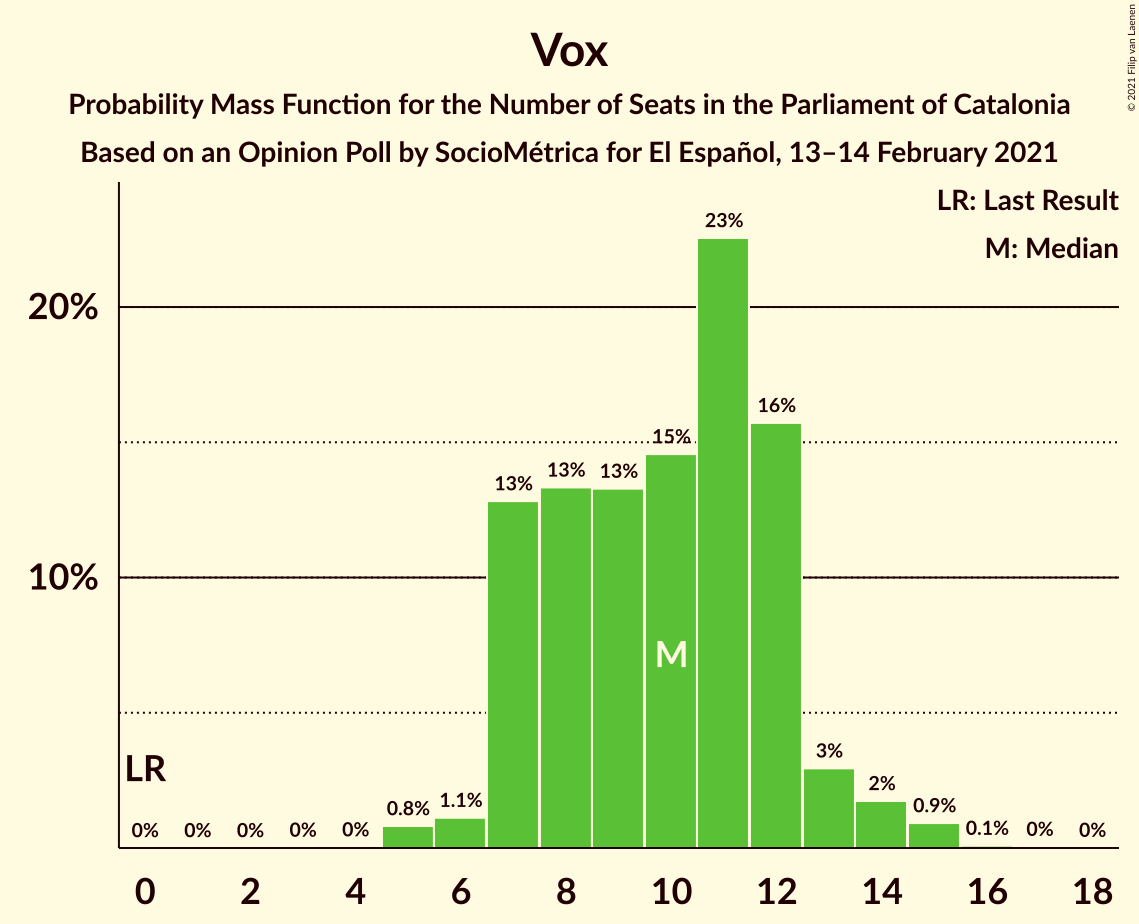 Vox
Probability Mass Function for the Number of Seats in the Parliament of Catalonia
Based on an Opinion Poll by SocioMétrica for El Español, 13–14 February 2021
© 2021 Filip van Laenen
LR: Last Result
M: Median
20%
10%
0% 0% 0% 0% 0% 0.8% 1.1% 13% 13% 13% 15% 23% 16% 3% 2% 0.9% 0.1% 0% 0%
LR
M
0 2 4 6 8 10 12 14 16 18